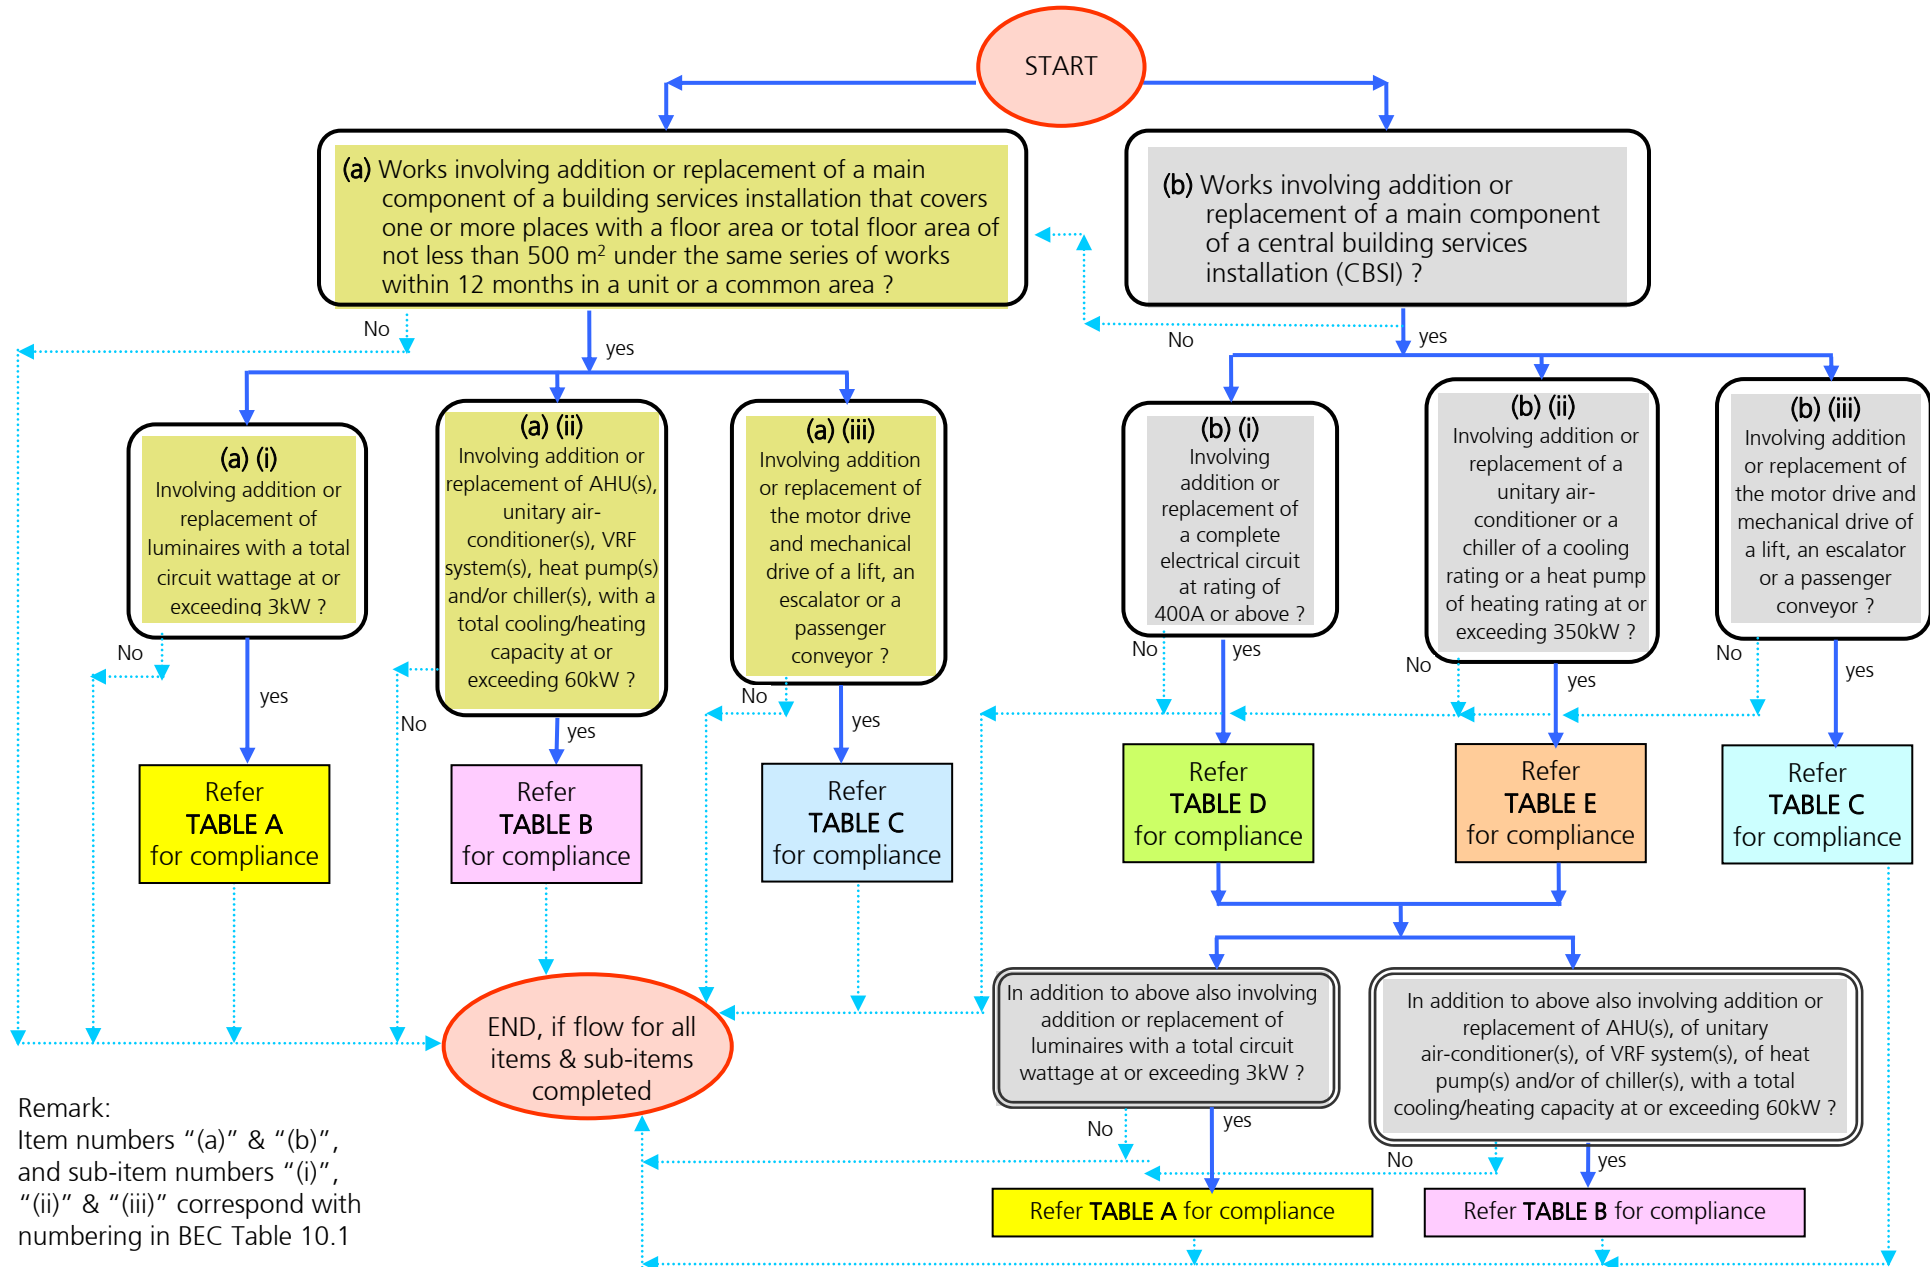 START
(a) Works involving addition or replacement of a main
component of a building services installation that covers
one or more places with a floor area or total floor area of
not less than 500 m² under the same series of works
within 12 months in a unit or a common area ?
(b) Works involving addition or
replacement of a main component
of a central building services
installation (CBSI) ?
No
yes
No
yes
(a) (i)
Involving addition or
replacement of
luminaires with a total
circuit wattage at or
exceeding 3kW ?
(a) (ii)
Involving addition or
replacement of AHU(s),
unitary air-
conditioner(s), VRF
system(s), heat pump(s)
and/or chiller(s), with a
total cooling/heating
capacity at or
exceeding 60kW ?
(a) (iii)
Involving addition
or replacement of
the motor drive
and mechanical
drive of a lift, an
escalator or a
passenger
conveyor ?
(b) (i)
Involving
addition or
replacement of
a complete
electrical circuit
at rating of
400A or above ?
(b) (ii)
Involving addition or
replacement of a
unitary air-
conditioner or a
chiller of a cooling
rating or a heat pump
of heating rating at or
exceeding 350kW ?
(b) (iii)
Involving addition
or replacement of
the motor drive and
mechanical drive of
a lift, an escalator
or a passenger
conveyor ?
No
yes
No
yes
No
yes
No
yes
No
yes
No
yes
Refer
TABLE A
for compliance
Refer
TABLE B
for compliance
Refer
TABLE C
for compliance
Refer
TABLE D
for compliance
Refer
TABLE E
for compliance
Refer
TABLE C
for compliance
END, if flow for all
items & sub-items
completed
In addition to above also involving
addition or replacement of
luminaires with a total circuit
wattage at or exceeding 3kW ?
In addition to above also involving addition or
replacement of AHU(s), of unitary
air-conditioner(s), of VRF system(s), of heat
pump(s) and/or of chiller(s), with a total
cooling/heating capacity at or exceeding 60kW ?
No
yes
No
yes
Refer TABLE A for compliance
Refer TABLE B for compliance
Remark:
Item numbers “(a)” & “(b)”,
and sub-item numbers “(i)”,
“(ii)” & “(iii)” correspond with
numbering in BEC Table 10.1